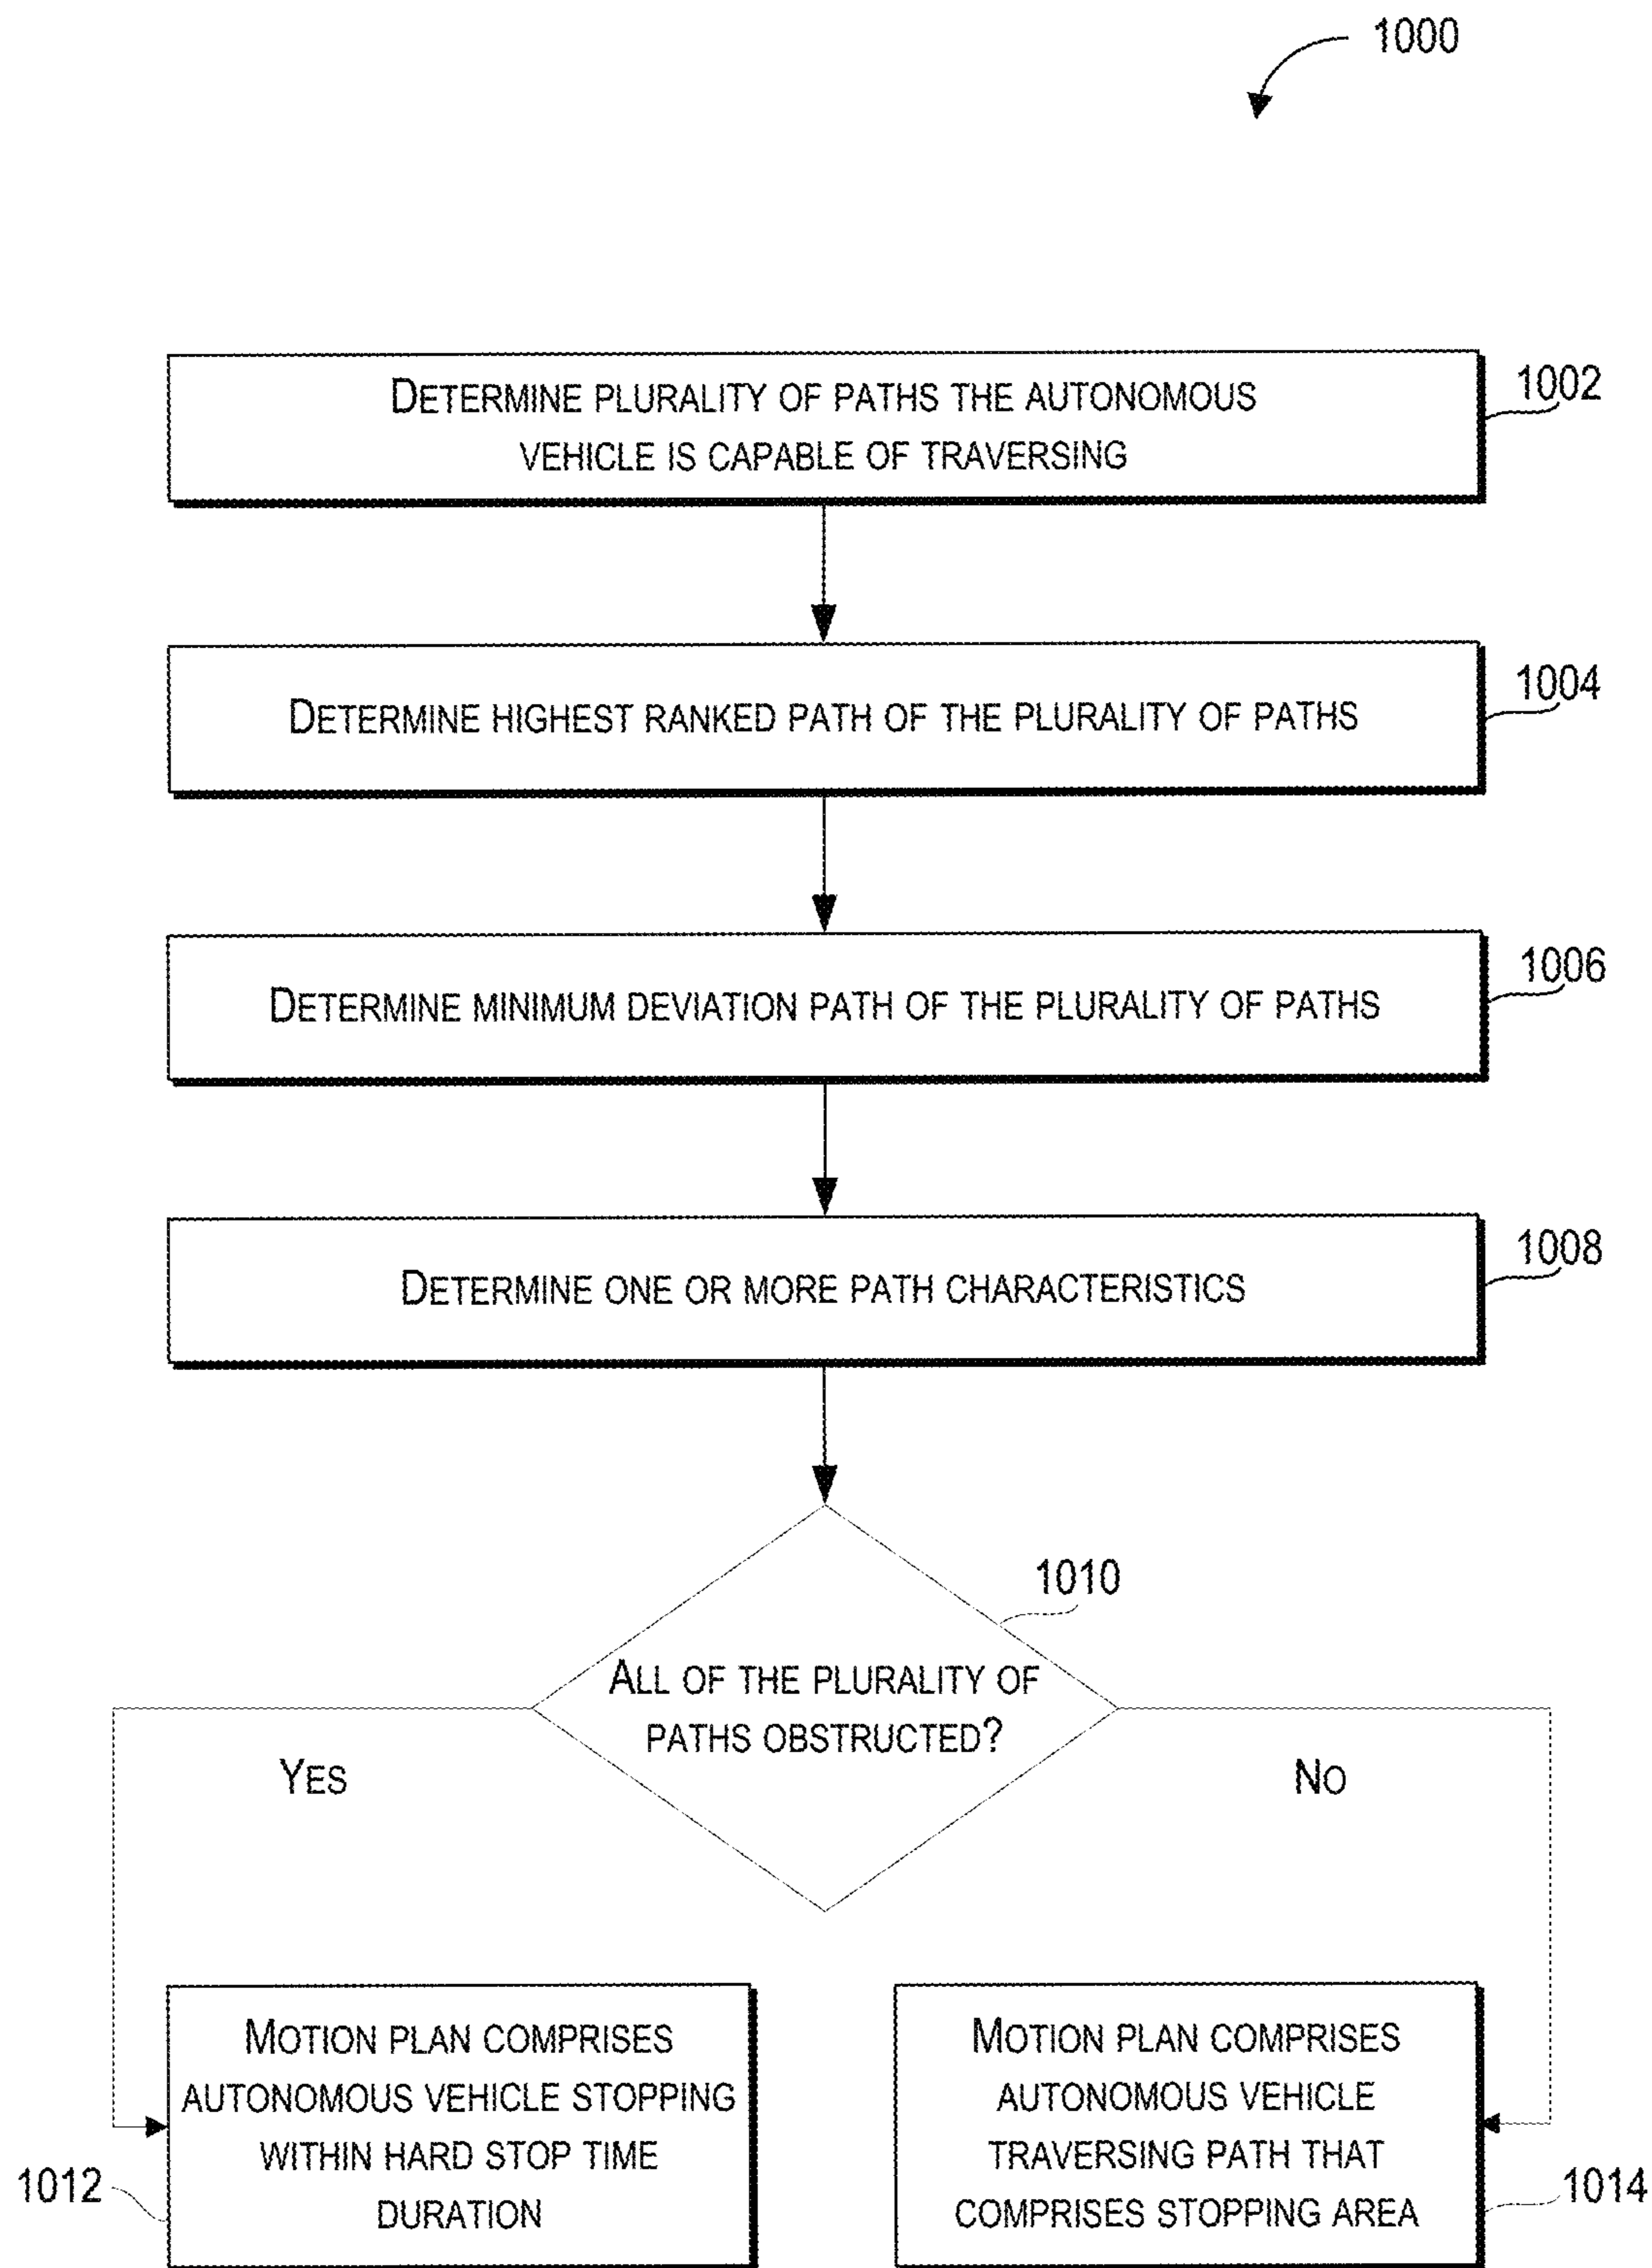 1000
DETERMINE PLURALITY OF PATHS THE AUTONOMOUS
VEHICLE IS CAPABLE OF TRAVERSING
1002
DETERMINE HIGHEST RANKED PATH OF THE PLURALITY OF PATHS
1004
DETERMINE MINIMUM DEVIATION PATH OF THE PLURALITY OF PATHS
1006
DETERMINE ONE OR MORE PATH CHARACTERISTICS
1008
1010
ALL OF THE PLURALITY OF
PATHS OBSTRUCTED?
YES
NO
MOTION PLAN COMPRISES
AUTONOMOUS VEHICLE STOPPING
WITHIN HARD STOP TIME
DURATION
1012
MOTION PLAN COMPRISES
AUTONOMOUS VEHICLE
TRAVERSING PATH THAT
COMPRISES STOPPING AREA
1014